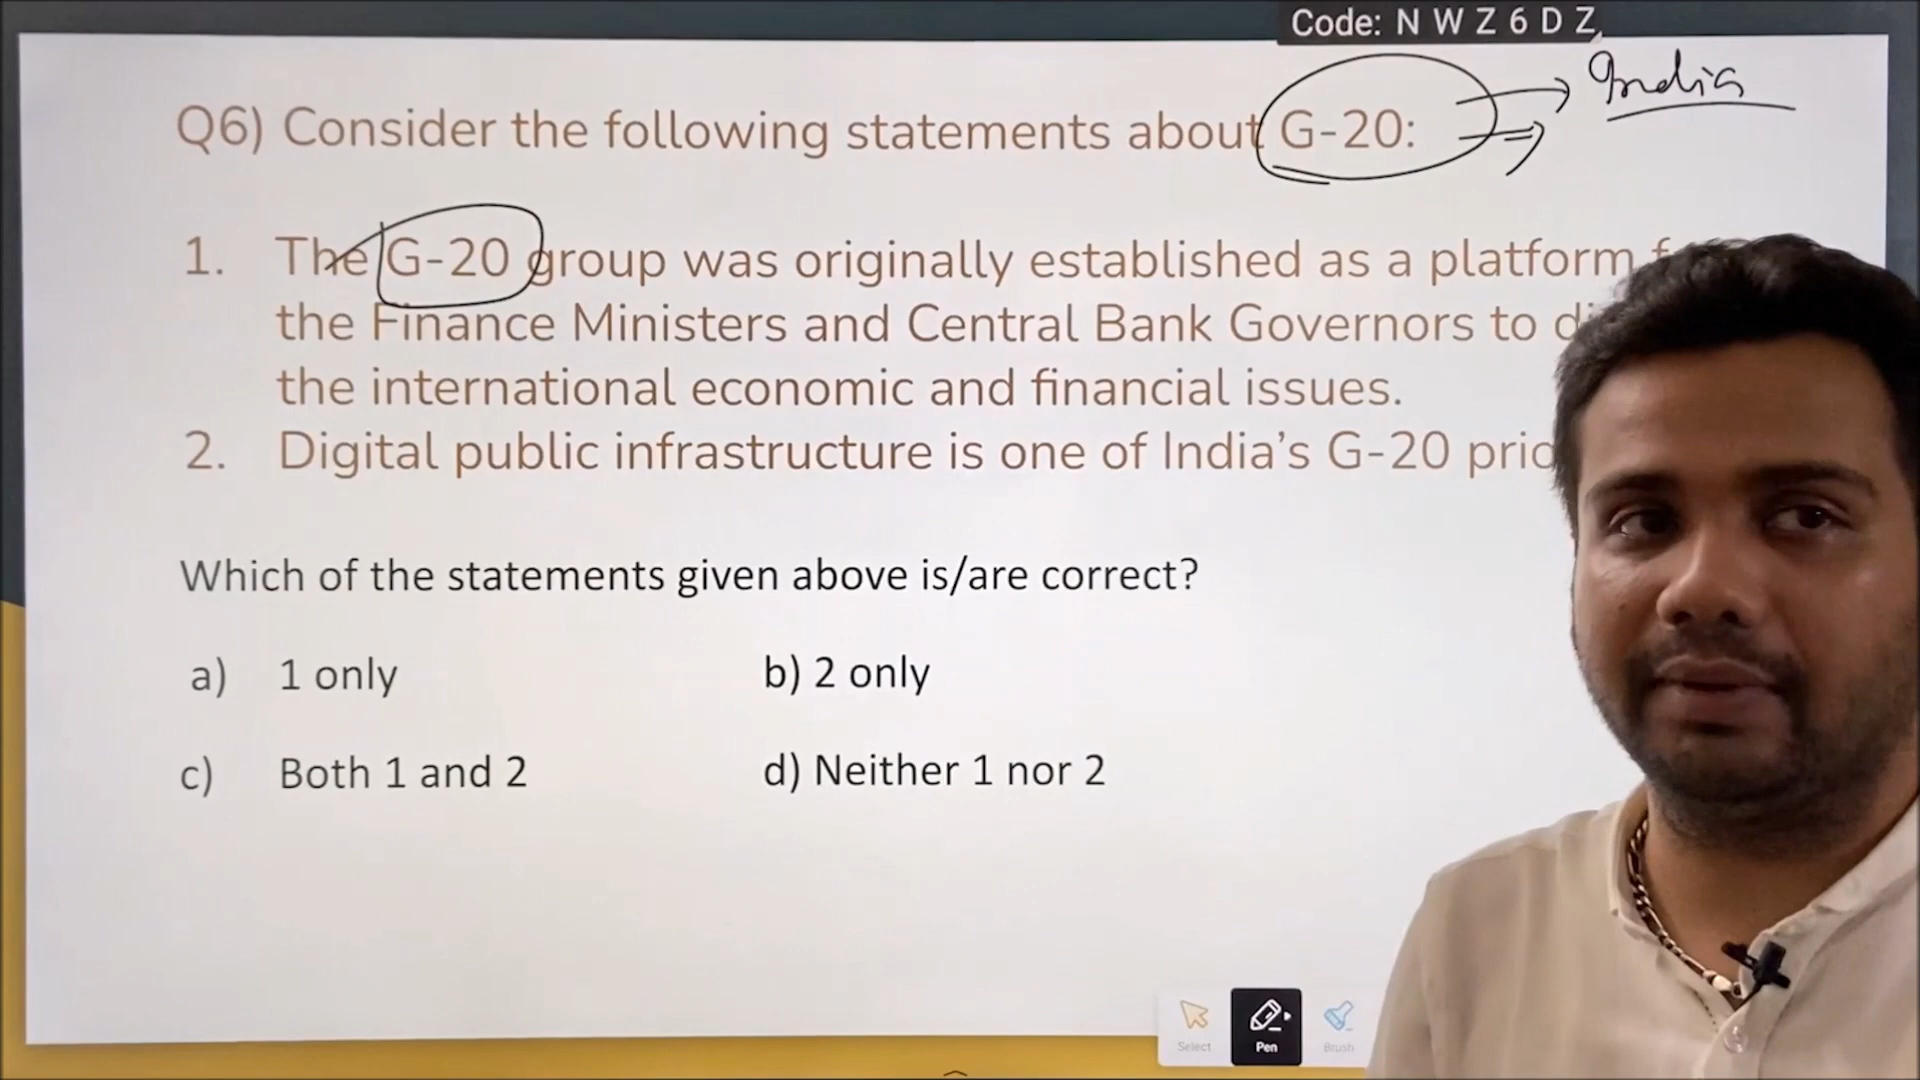 Code: N W Z 6 D Z
India
Q6) Consider the following statements about G-20:
1. The G-20 group was originally established as a platform
the Finance Ministers and Central Bank Governors to
the international economic and financial issues.
2. Digital public infrastructure is one of India’s G-20
Which of the statements given above is/are correct?
a) 1 only b) 2 only
c) Both 1 and 2 d) Neither 1 nor 2
Select Pen Brush